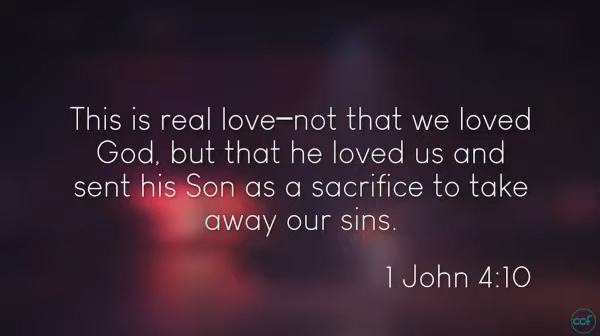 This is real love—not that we loved
God, but that he loved us and
sent his Son as a sacrifice to take
away our sins.
1 John 4:10
ccf